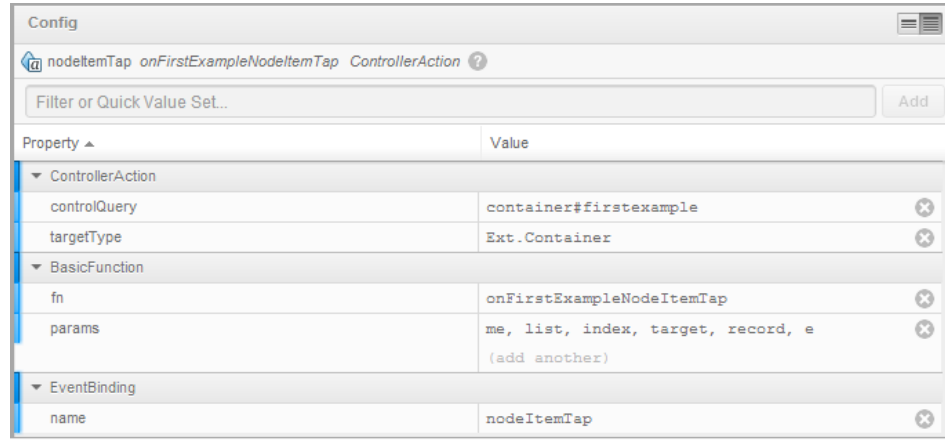 Config
nodeItemTap onFirstExampleNodeItemTap ControllerAction ?
Filter or Quick Value Set... Add
Property Value
ControllerAction
controlQuery container#firstexample
targetType Ext.Container
BasicFunction
fn onFirstExampleNodeItemTap
params me, list, index, target, record, e
(add another)
EventBinding
name nodeItemTap